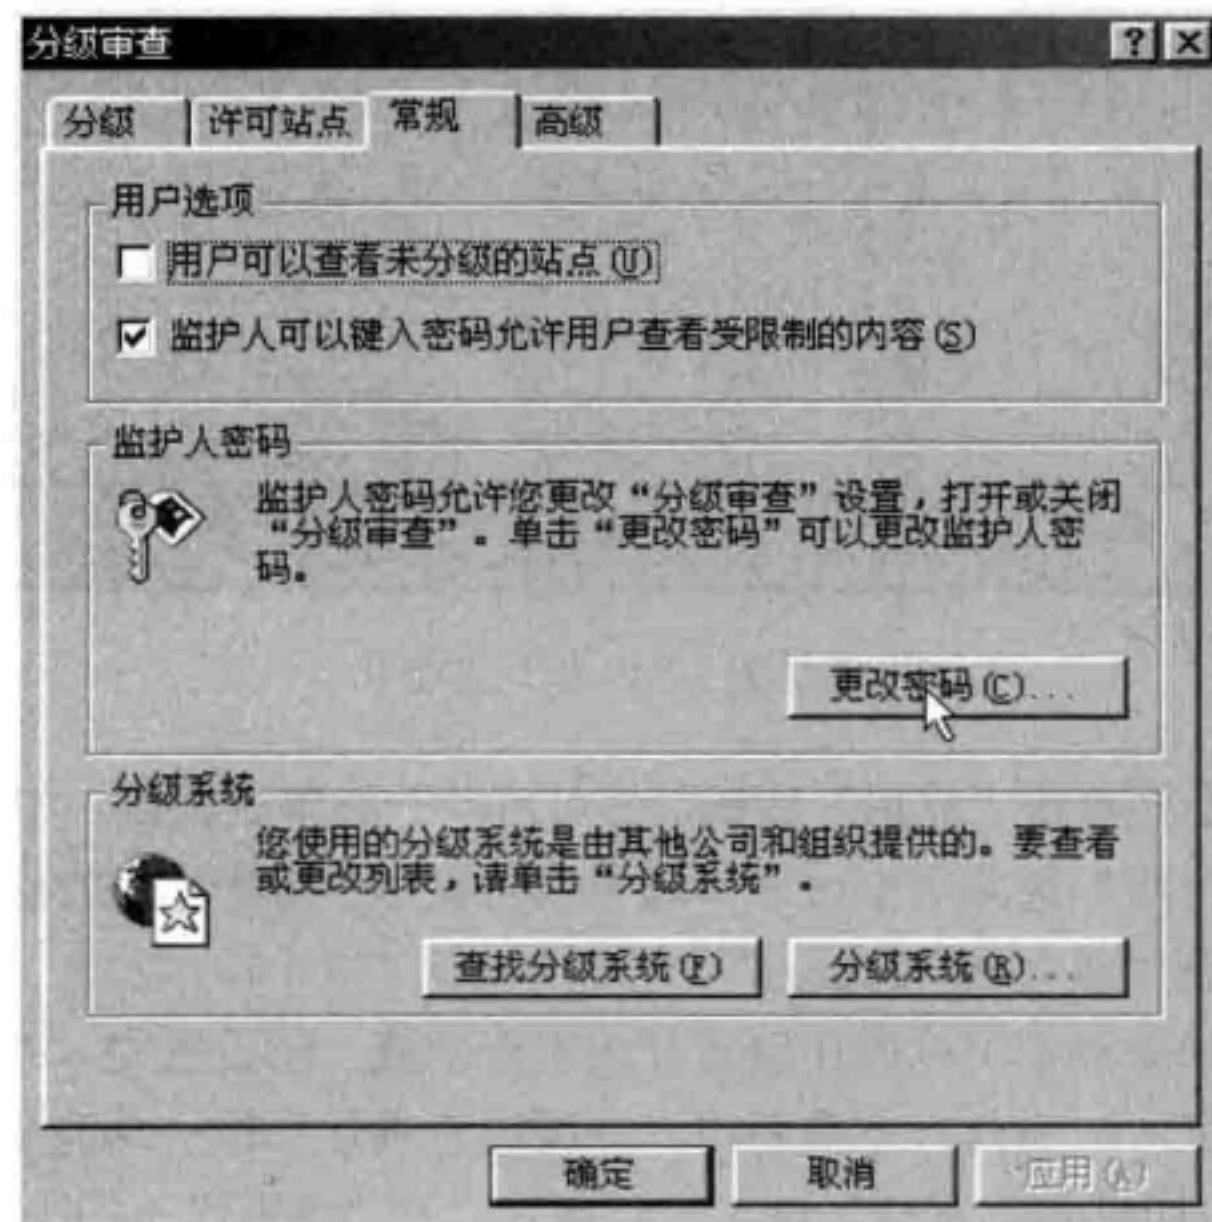 分级审查
分级 许可站点 常规 高级
用户选项
用户可以查看未分级的站点(U)
监护人可以键入密码允许用户查看受限制的内容(S)
监护人密码
监护人密码允许您更改“分级审查”设置,打开或关闭
“分级审查”。单击“更改密码”可以更改监护人密
码。
更改密码(C)...
分级系统
您使用的分级系统是由其他公司和组织提供的。要查看
或更改列表,请单击“分级系统”。
查找分级系统(F) 分级系统(R)...
确定 取消 应用(A)